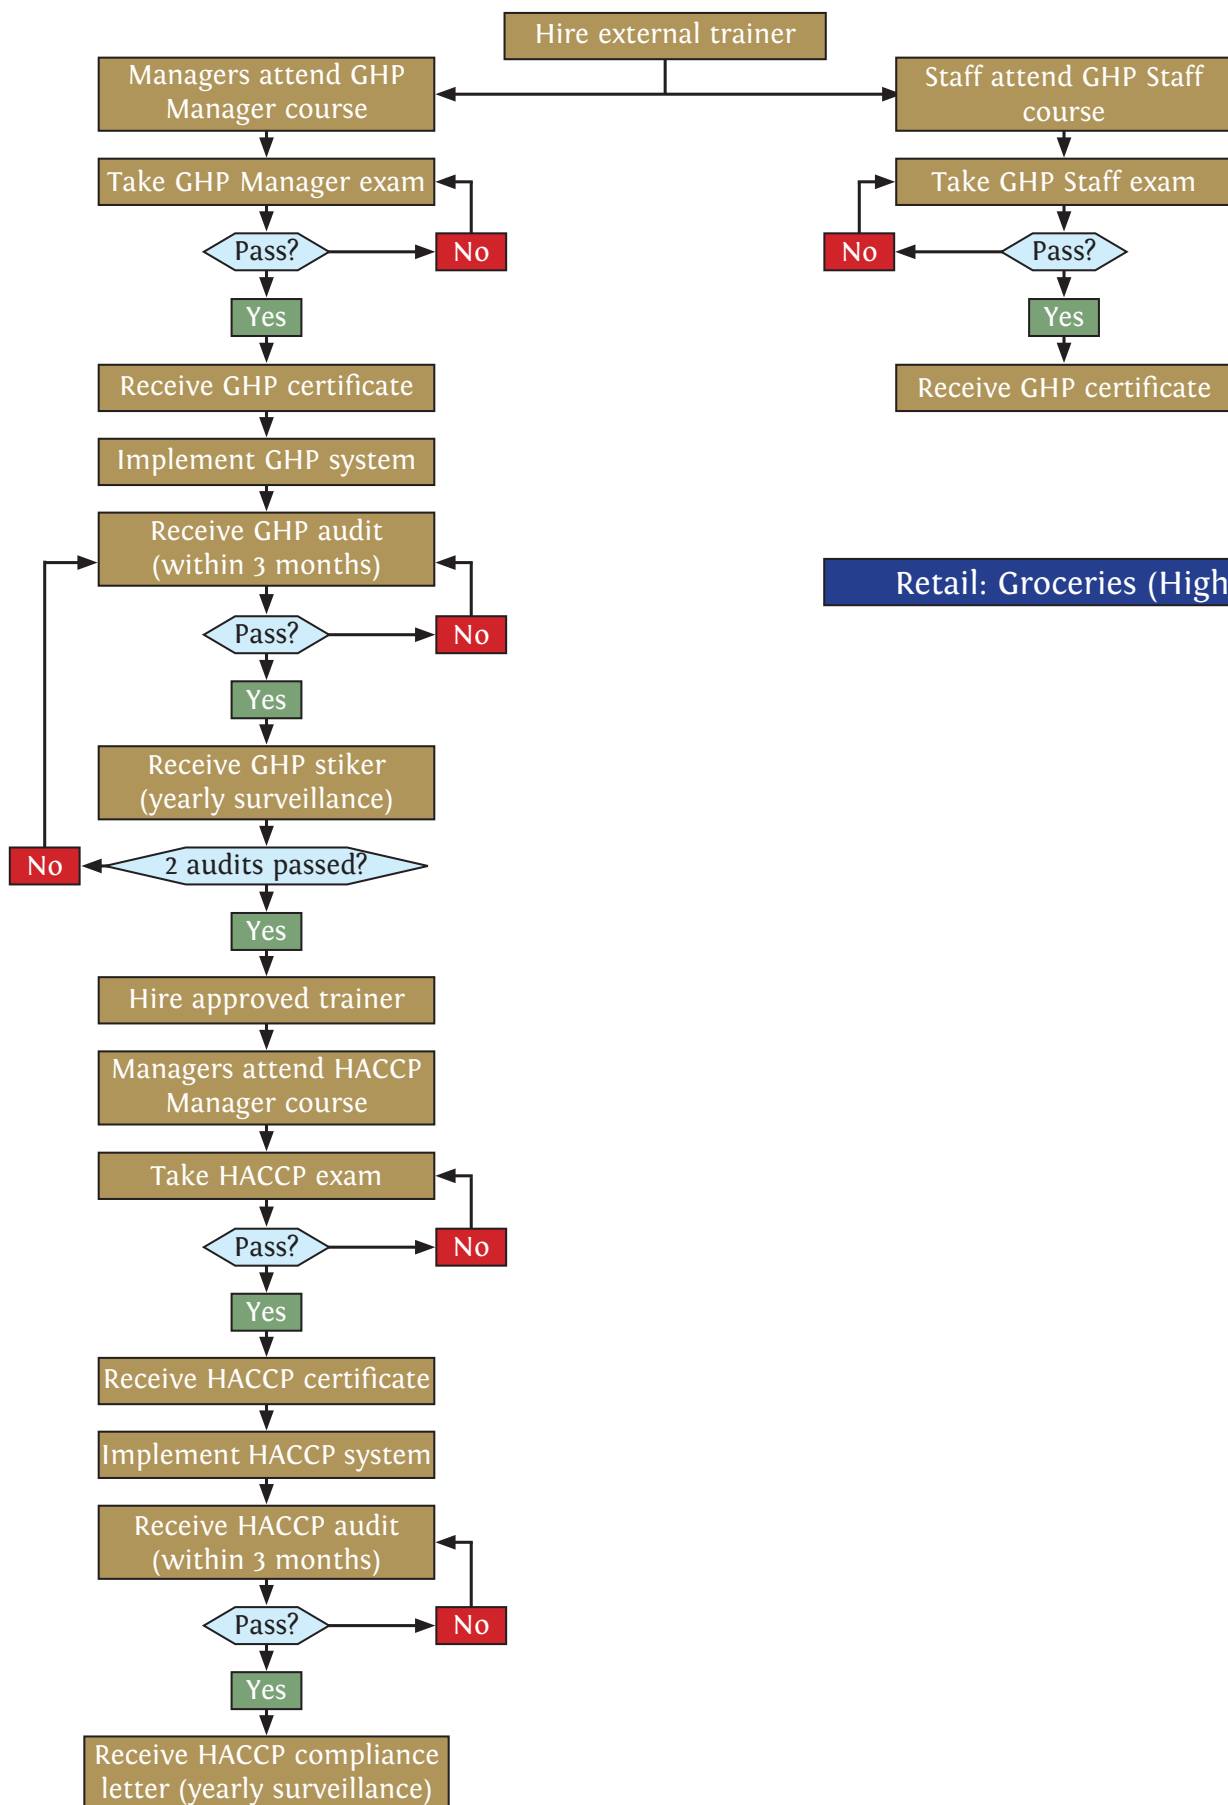 Hire external trainer
Managers attend GHP
Manager course
Staff attend GHP Staff
course
Take GHP Manager exam
Take GHP Staff exam
Pass?
No
No
Pass?
Yes
Yes
Receive GHP certificate
Receive GHP certificate
Implement GHP system
Receive GHP audit
(within 3 months)
Retail: Groceries (High
Pass?
No
Yes
Receive GHP stiker
(yearly surveillance)
No
2 audits passed?
Yes
Hire approved trainer
Managers attend HACCP
Manager course
Take HACCP exam
Pass?
No
Yes
Receive HACCP certificate
Implement HACCP system
Receive HACCP audit
(within 3 months)
Pass?
No
Yes
Receive HACCP compliance
letter (yearly surveillance)